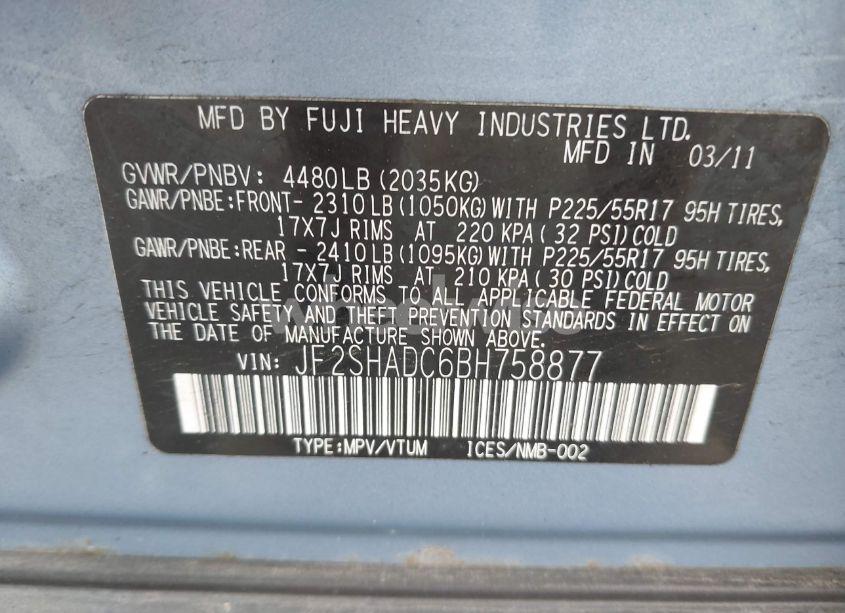 MFD BY FUJI HEAVY INDUSTRIES LTD.
MFD IN 03/11
GVWR/PNBV: 4480LB (2035KG)
GAWR/PNBE:FRONT- 2310LB (1050KG) WITH P225/55R17 95H TIRES,
17X7J RIMS AT 220 KPA ( 32 PSI) COLD
GAWR/PNBE:REAR - 2410LB (1095KG) WITH P225/55R17 95H TIRES,
17X7J RIMS AT 210 KPA (30 PSI) COLD
THIS VEHICLE CONFORMS TO ALL APPLICABLE FEDERAL MOTOR
VEHICLE SAFETY AND THEFT PREVENTION STANDARDS IN EFFECT ON
THE DATE OF MANUFACTURE SHOWN ABOVE.
VIN: JF2SHADC6BH758877
TYPE:MPV/VTUM ICES/NMB-002